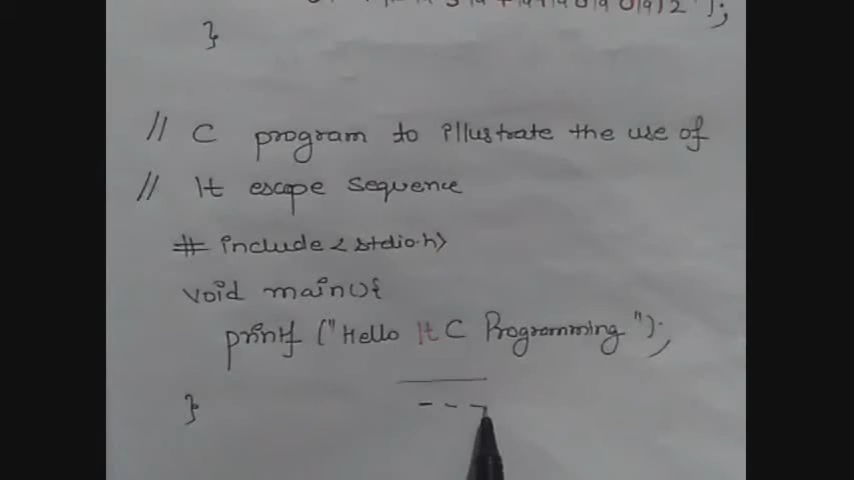 }
// C program to illustrate the use of
// \t escape sequence
# include < stdio.h>
void main(){
printf ("Hello \t C Programming ");
}